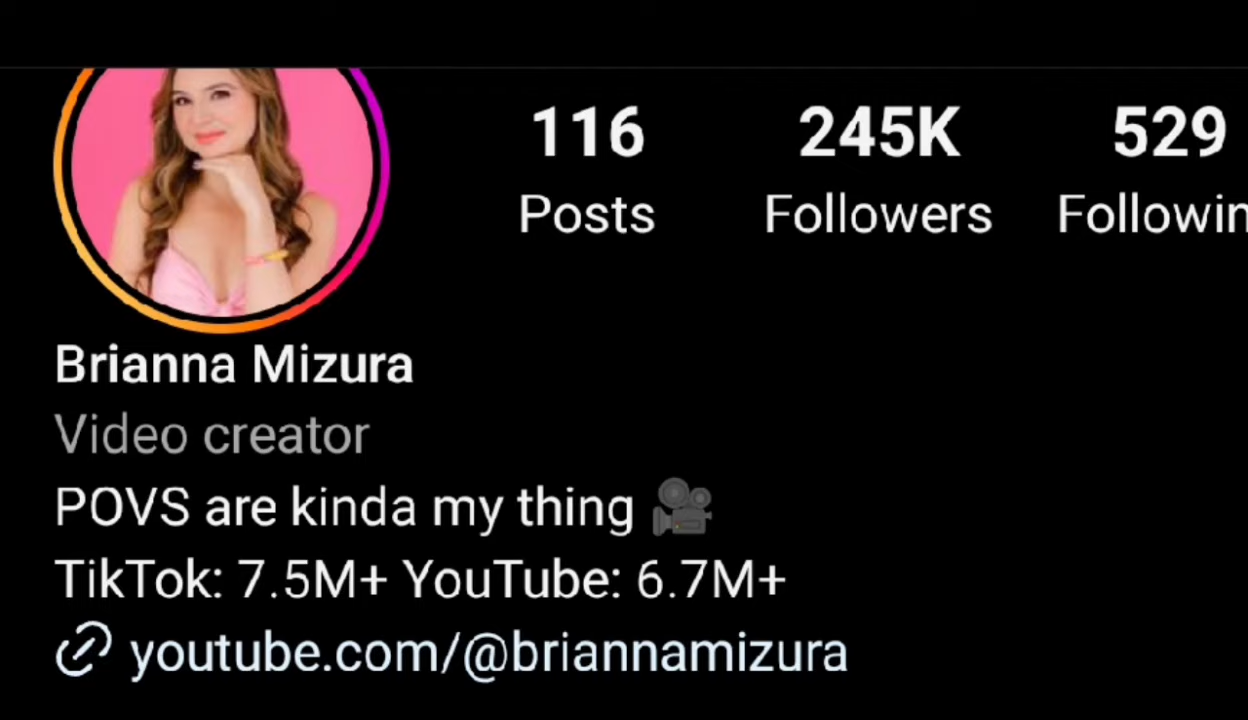 116 245K 529
Posts Followers Followin
Brianna Mizura
Video creator
POVS are kinda my thing 🎥
TikTok: 7.5M+ YouTube: 6.7M+
youtube.com/@briannamizura